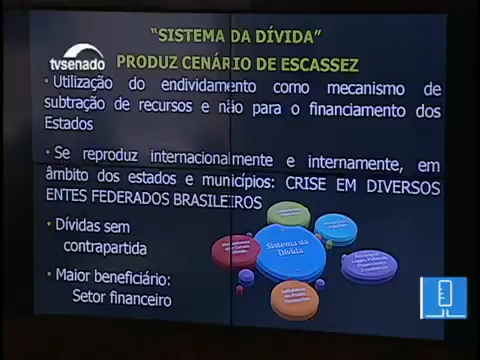 "SISTEMA DA DÍVIDA"
tvsenado
PRODUZ CENÁRIO DE ESCASSEZ
• Utilização do endividamento como mecanismo de
subtração de recursos e não para o financiamento dos
Estados
• Se reproduz internacionalmente e internamente, em
âmbito dos estados e municípios: CRISE EM DIVERSOS
ENTES FEDERADOS BRASILEIROS
• Dívidas sem
contrapartida
• Maior beneficiário:
Setor financeiro
Sistema da
Dívida